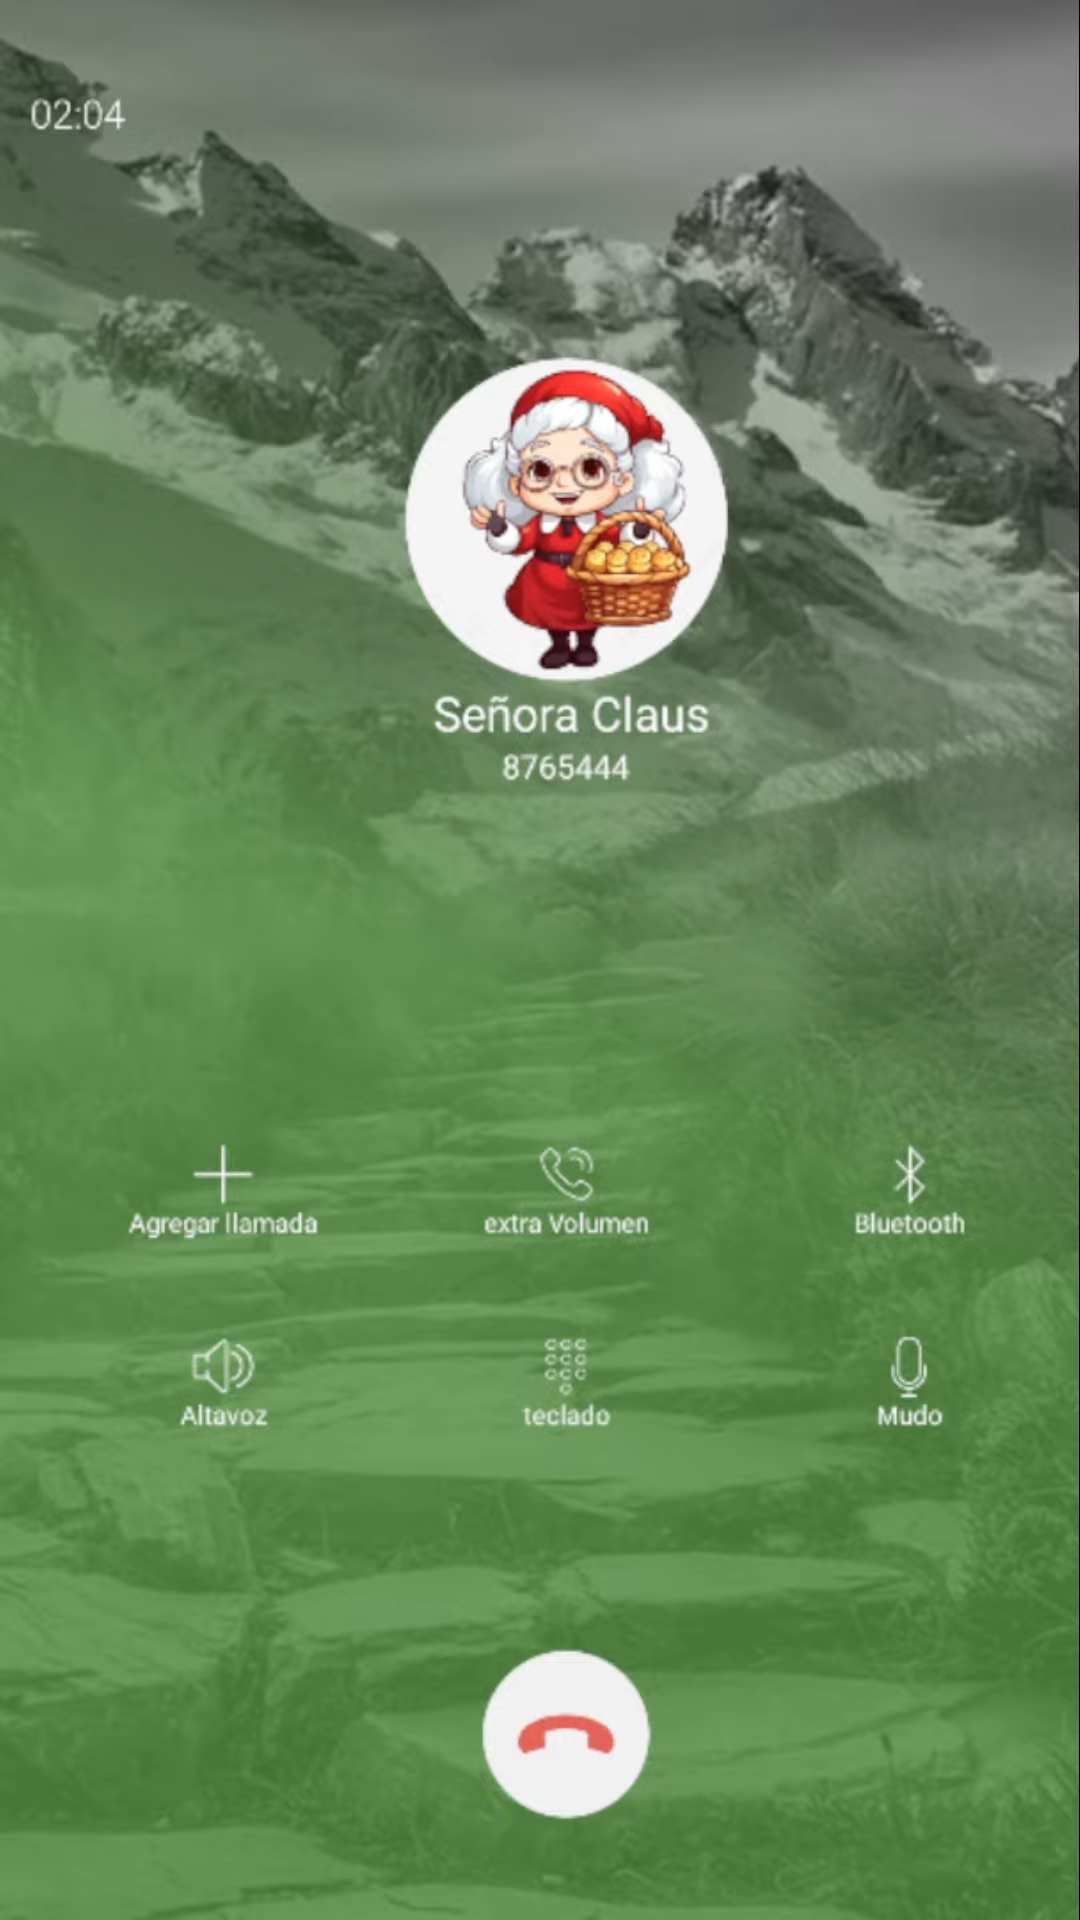 02:04
Señora Claus
8765444
Agregar llamada
extra Volumen
Bluetooth
Altavoz
teclado
Mudo